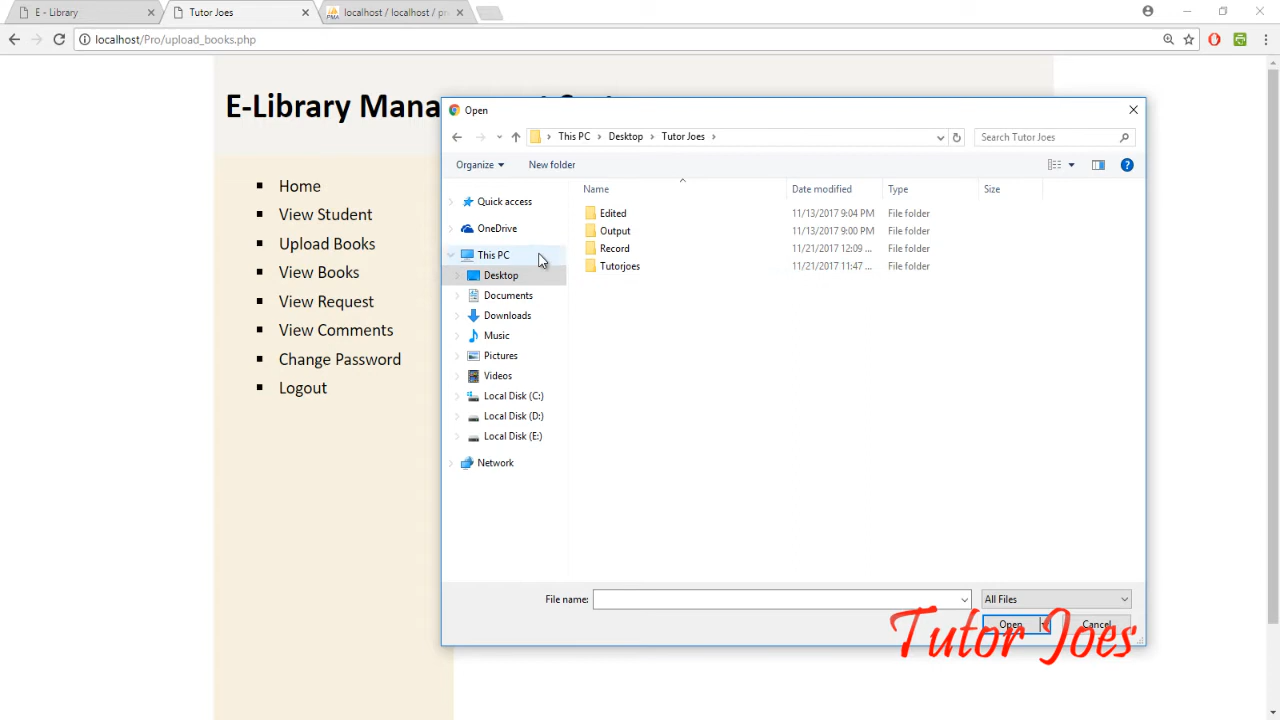 E - Library
Tutor Joes
localhost / localhost / pr
localhost/Pro/upload_books.php
E-Library Mana
Home
View Student
Upload Books
View Books
View Request
View Comments
Change Password
Logout
Open
This PC > Desktop > Tutor Joes >
Search Tutor Joes
Organize
New folder
Name Date modified Type Size
Quick access
OneDrive
This PC
Desktop
Documents
Downloads
Music
Pictures
Videos
Local Disk (C:)
Local Disk (D:)
Local Disk (E:)
Network
Edited 11/13/2017 9:04 PM File folder
Output 11/13/2017 9:00 PM File folder
Record 11/21/2017 12:09 ... File folder
Tutorjoes 11/21/2017 11:47 ... File folder
File name:
All Files
Open
Cancel
Tutor Joes